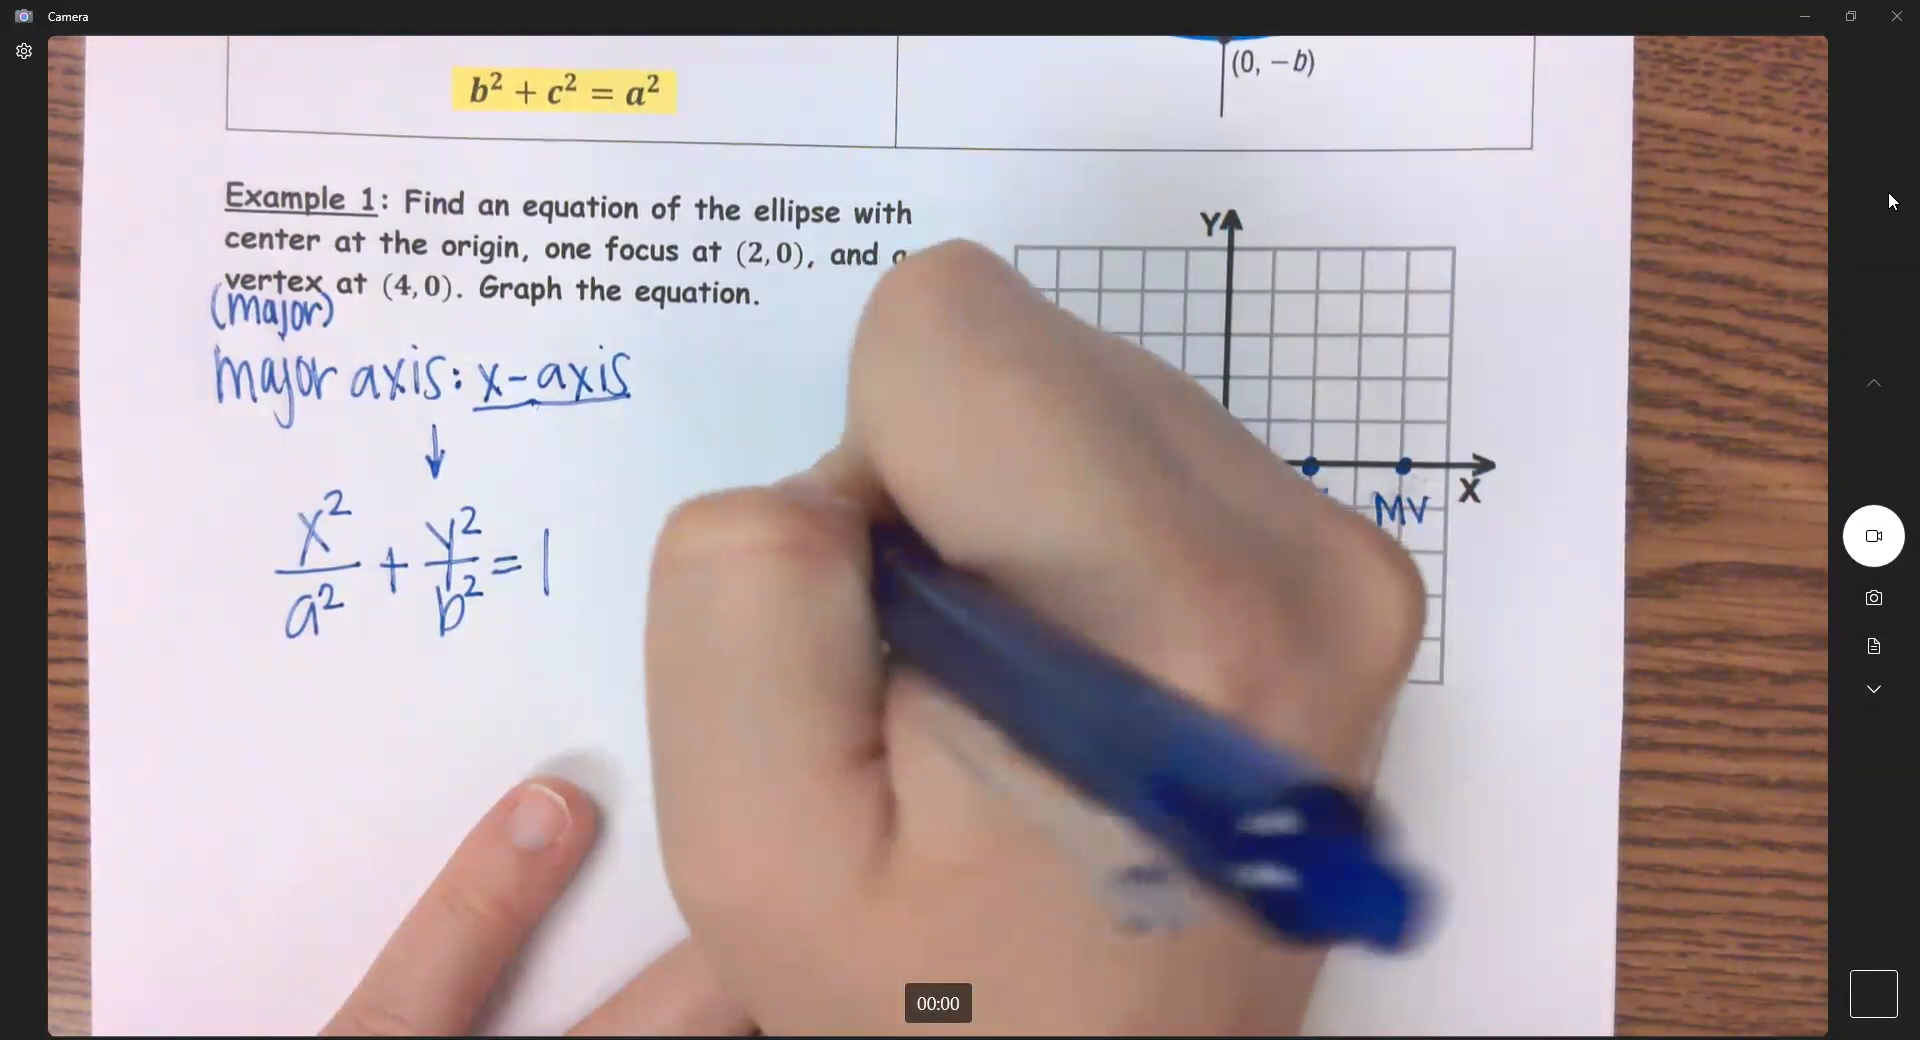 Camera
(0, −b)
b² + c² = a²
Example 1: Find an equation of the ellipse with
center at the origin, one focus at (2,0), and
vertex at (4,0). Graph the equation.
(major)
major axis: x-axis
↓
x²/a² + y²/b² = 1
Y
X
MV
00:00